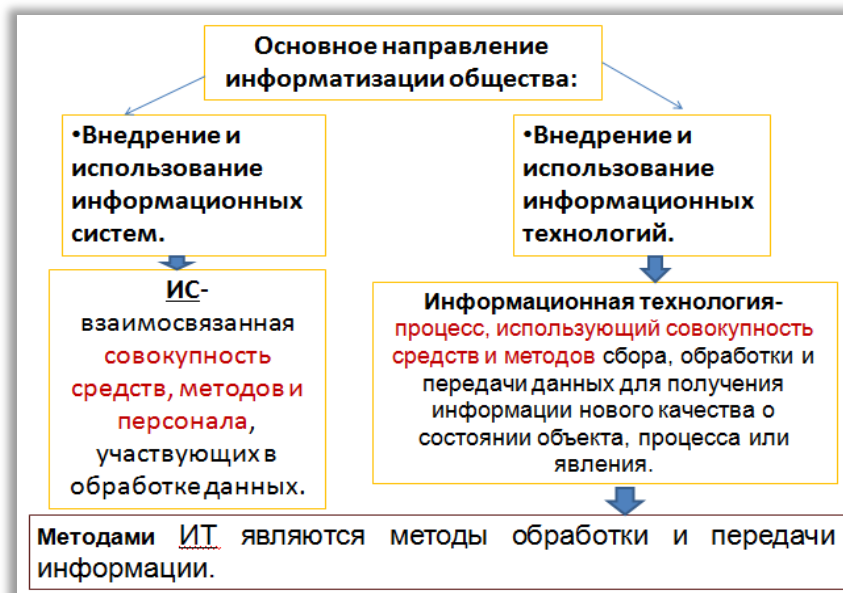 Основное направление
информатизации общества:
•Внедрение и
использование
информационных
систем.
•Внедрение и
использование
информационных
технологий.
ИС-
взаимосвязанная
совокупность
средств, методов и
персонала,
участвующих в
обработке данных.
Информационная технология-
процесс, использующий совокупность
средств и методов сбора, обработки и
передачи данных для получения
информации нового качества о
состоянии объекта, процесса или
явления.
Методами ИТ являются методы обработки и передачи
информации.